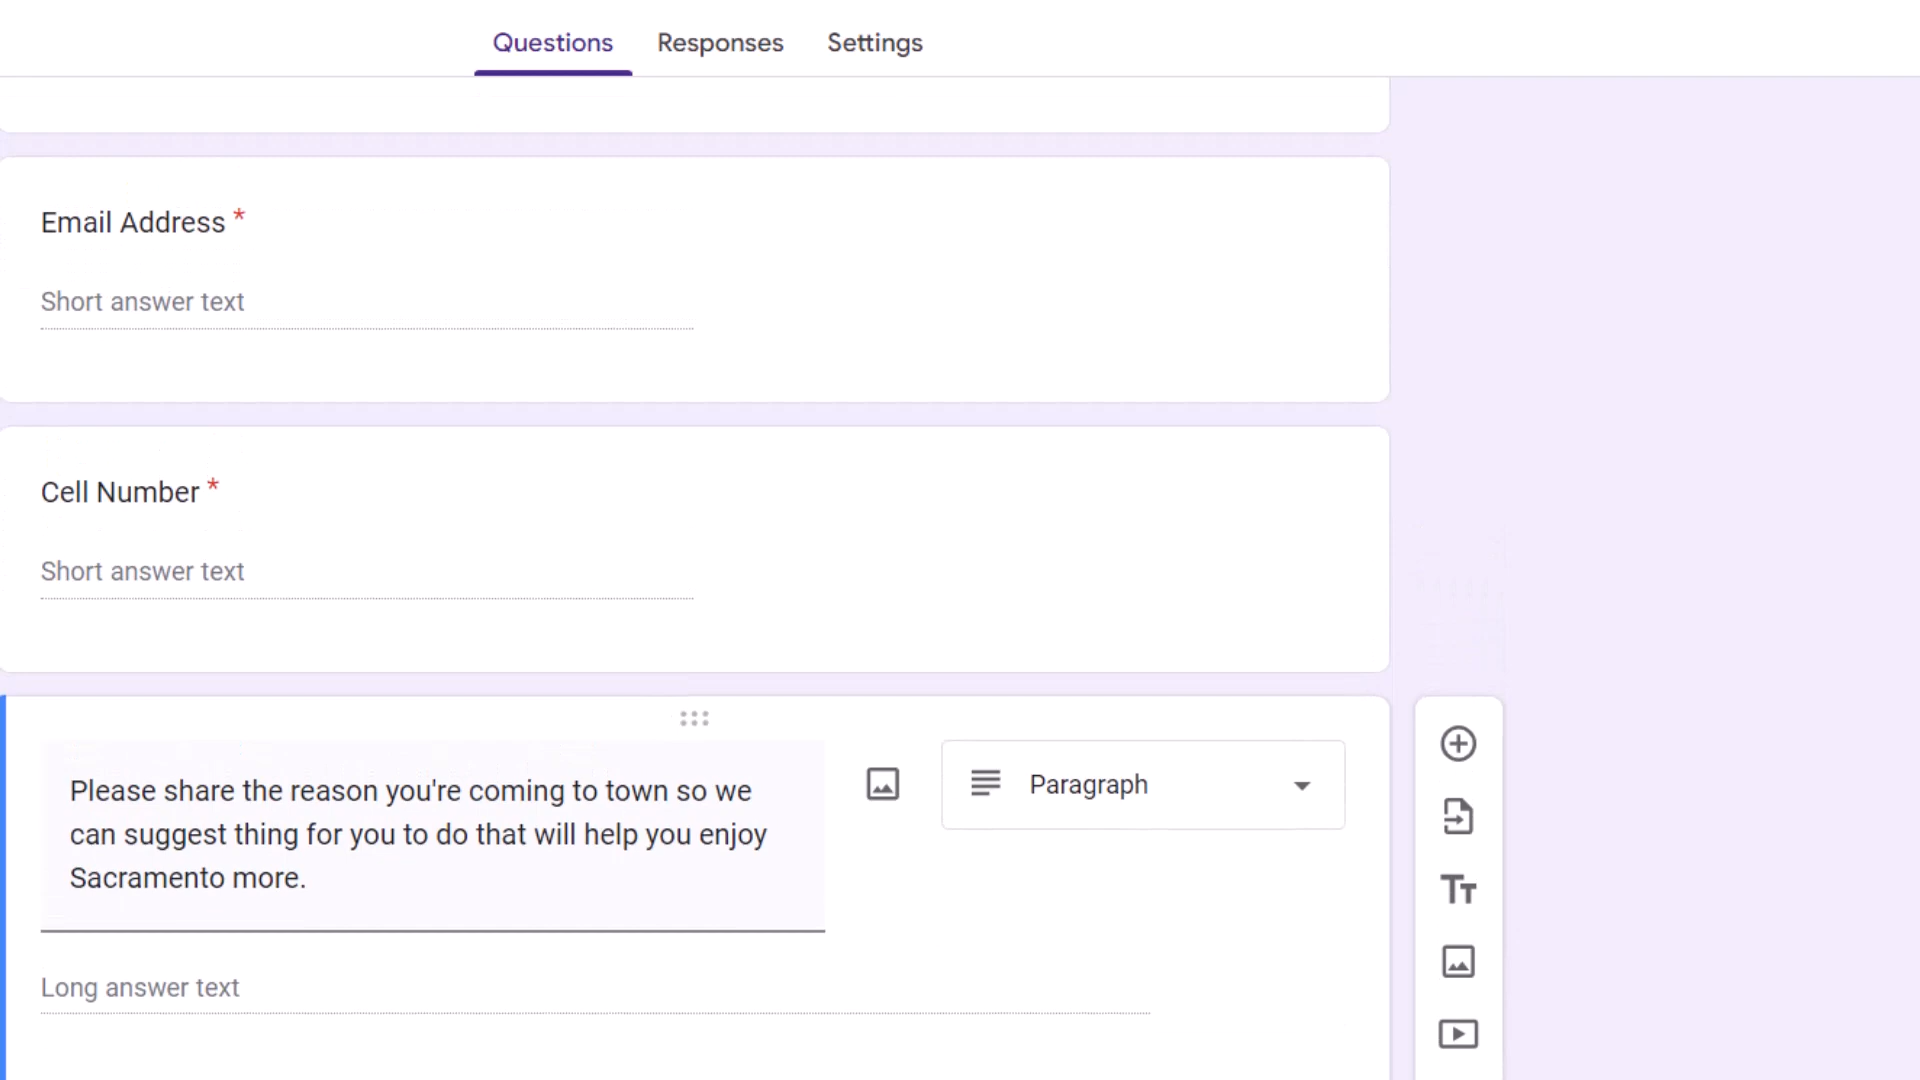 Questions Responses Settings
Email Address *
Short answer text
Cell Number *
Short answer text
Please share the reason you're coming to town so we
can suggest thing for you to do that will help you enjoy
Sacramento more.
Paragraph
Long answer text